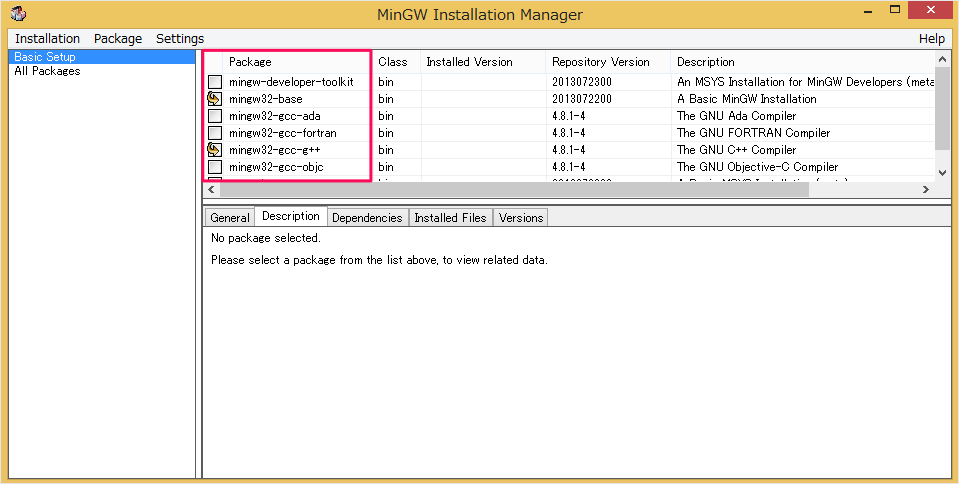 MinGW Installation Manager
Installation Package Settings Help
Basic Setup
All Packages
Package Class Installed Version Repository Version Description
mingw-developer-toolkit bin 2013072300 An MSYS Installation for MinGW Developers (meta
mingw32-base bin 2013072200 A Basic MinGW Installation
mingw32-gcc-ada bin 4.8.1-4 The GNU Ada Compiler
mingw32-gcc-fortran bin 4.8.1-4 The GNU FORTRAN Compiler
mingw32-gcc-g++ bin 4.8.1-4 The GNU C++ Compiler
mingw32-gcc-objc bin 4.8.1-4 The GNU Objective-C Compiler
General Description Dependencies Installed Files Versions
No package selected.
Please select a package from the list above, to view related data.